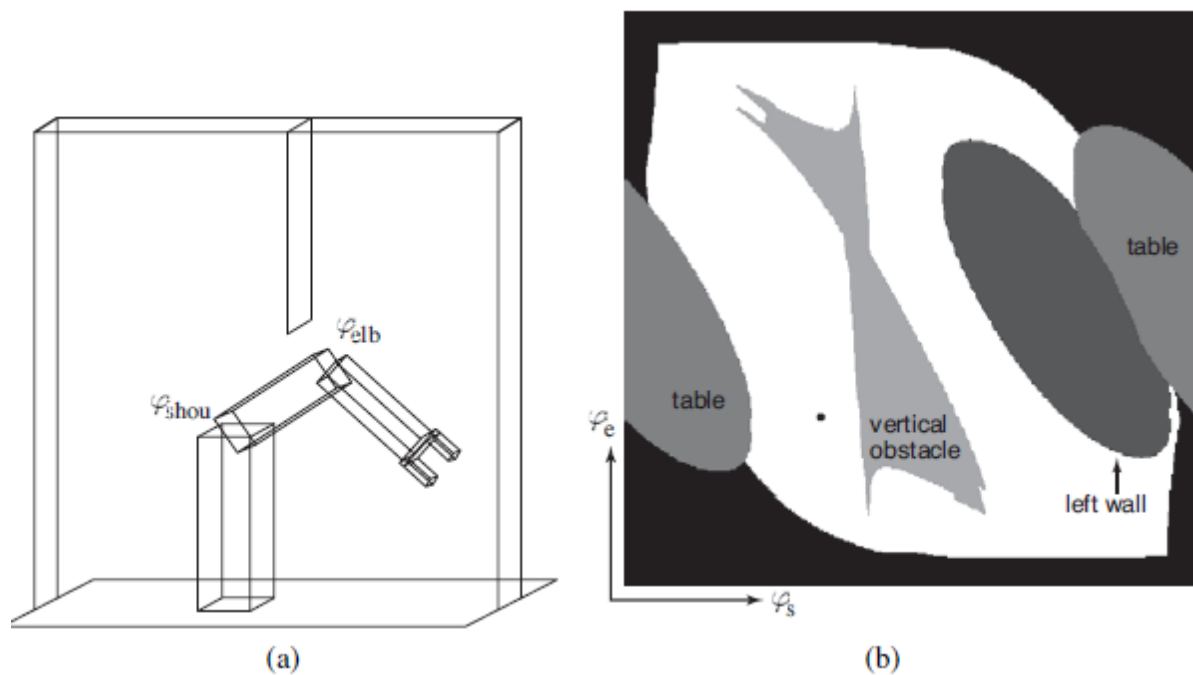 φelb
φshou
(a)
table
table
φe
vertical
obstacle
left wall
φs
(b)